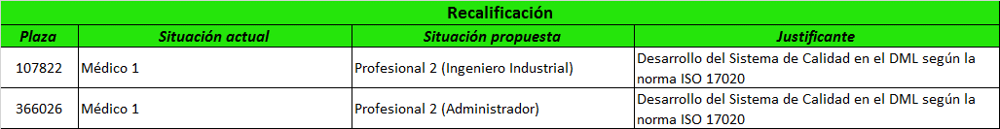 Recalificación
Plaza Situación actual Situación propuesta Justificante
107822 Médico 1 Profesional 2 (Ingeniero Industrial) Desarrollo del Sistema de Calidad en el DML según la
norma ISO 17020
366026 Médico 1 Profesional 2 (Administrador) Desarrollo del Sistema de Calidad en el DML según la
norma ISO 17020